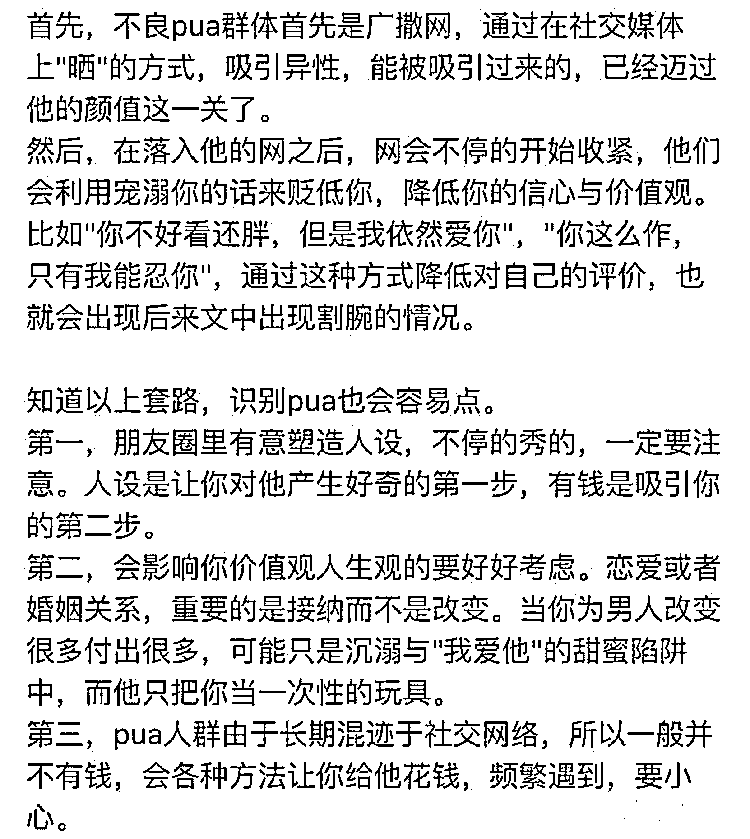 首先，不良pua群体首先是广撒网，通过在社交媒体
上"晒"的方式，吸引异性，能被吸引过来的，已经迈过
他的颜值这一关了。
然后，在落入他的网之后，网会不停的开始收紧，他们
会利用宠溺你的话来贬低你，降低你的信心与价值观。
比如"你不好看还胖，但是我依然爱你"，"你这么作，
只有我能忍你"，通过这种方式降低对自己的评价，也
就会出现后来文中出现割腕的情况。
知道以上套路，识别pua也会容易点。
第一，朋友圈里有意塑造人设，不停的秀的，一定要注
意。人设是让你对他产生好奇的第一步，有钱是吸引你
的第二步。
第二，会影响你价值观人生观的要好好考虑。恋爱或者
婚姻关系，重要的是接纳而不是改变。当你为男人改变
很多付出很多，可能只是沉溺与"我爱他"的甜蜜陷阱
中，而他只把你当一次性的玩具。
第三，pua人群由于长期混迹于社交网络，所以一般并
不有钱，会各种方法让你给他花钱，频繁遇到，要小
心。